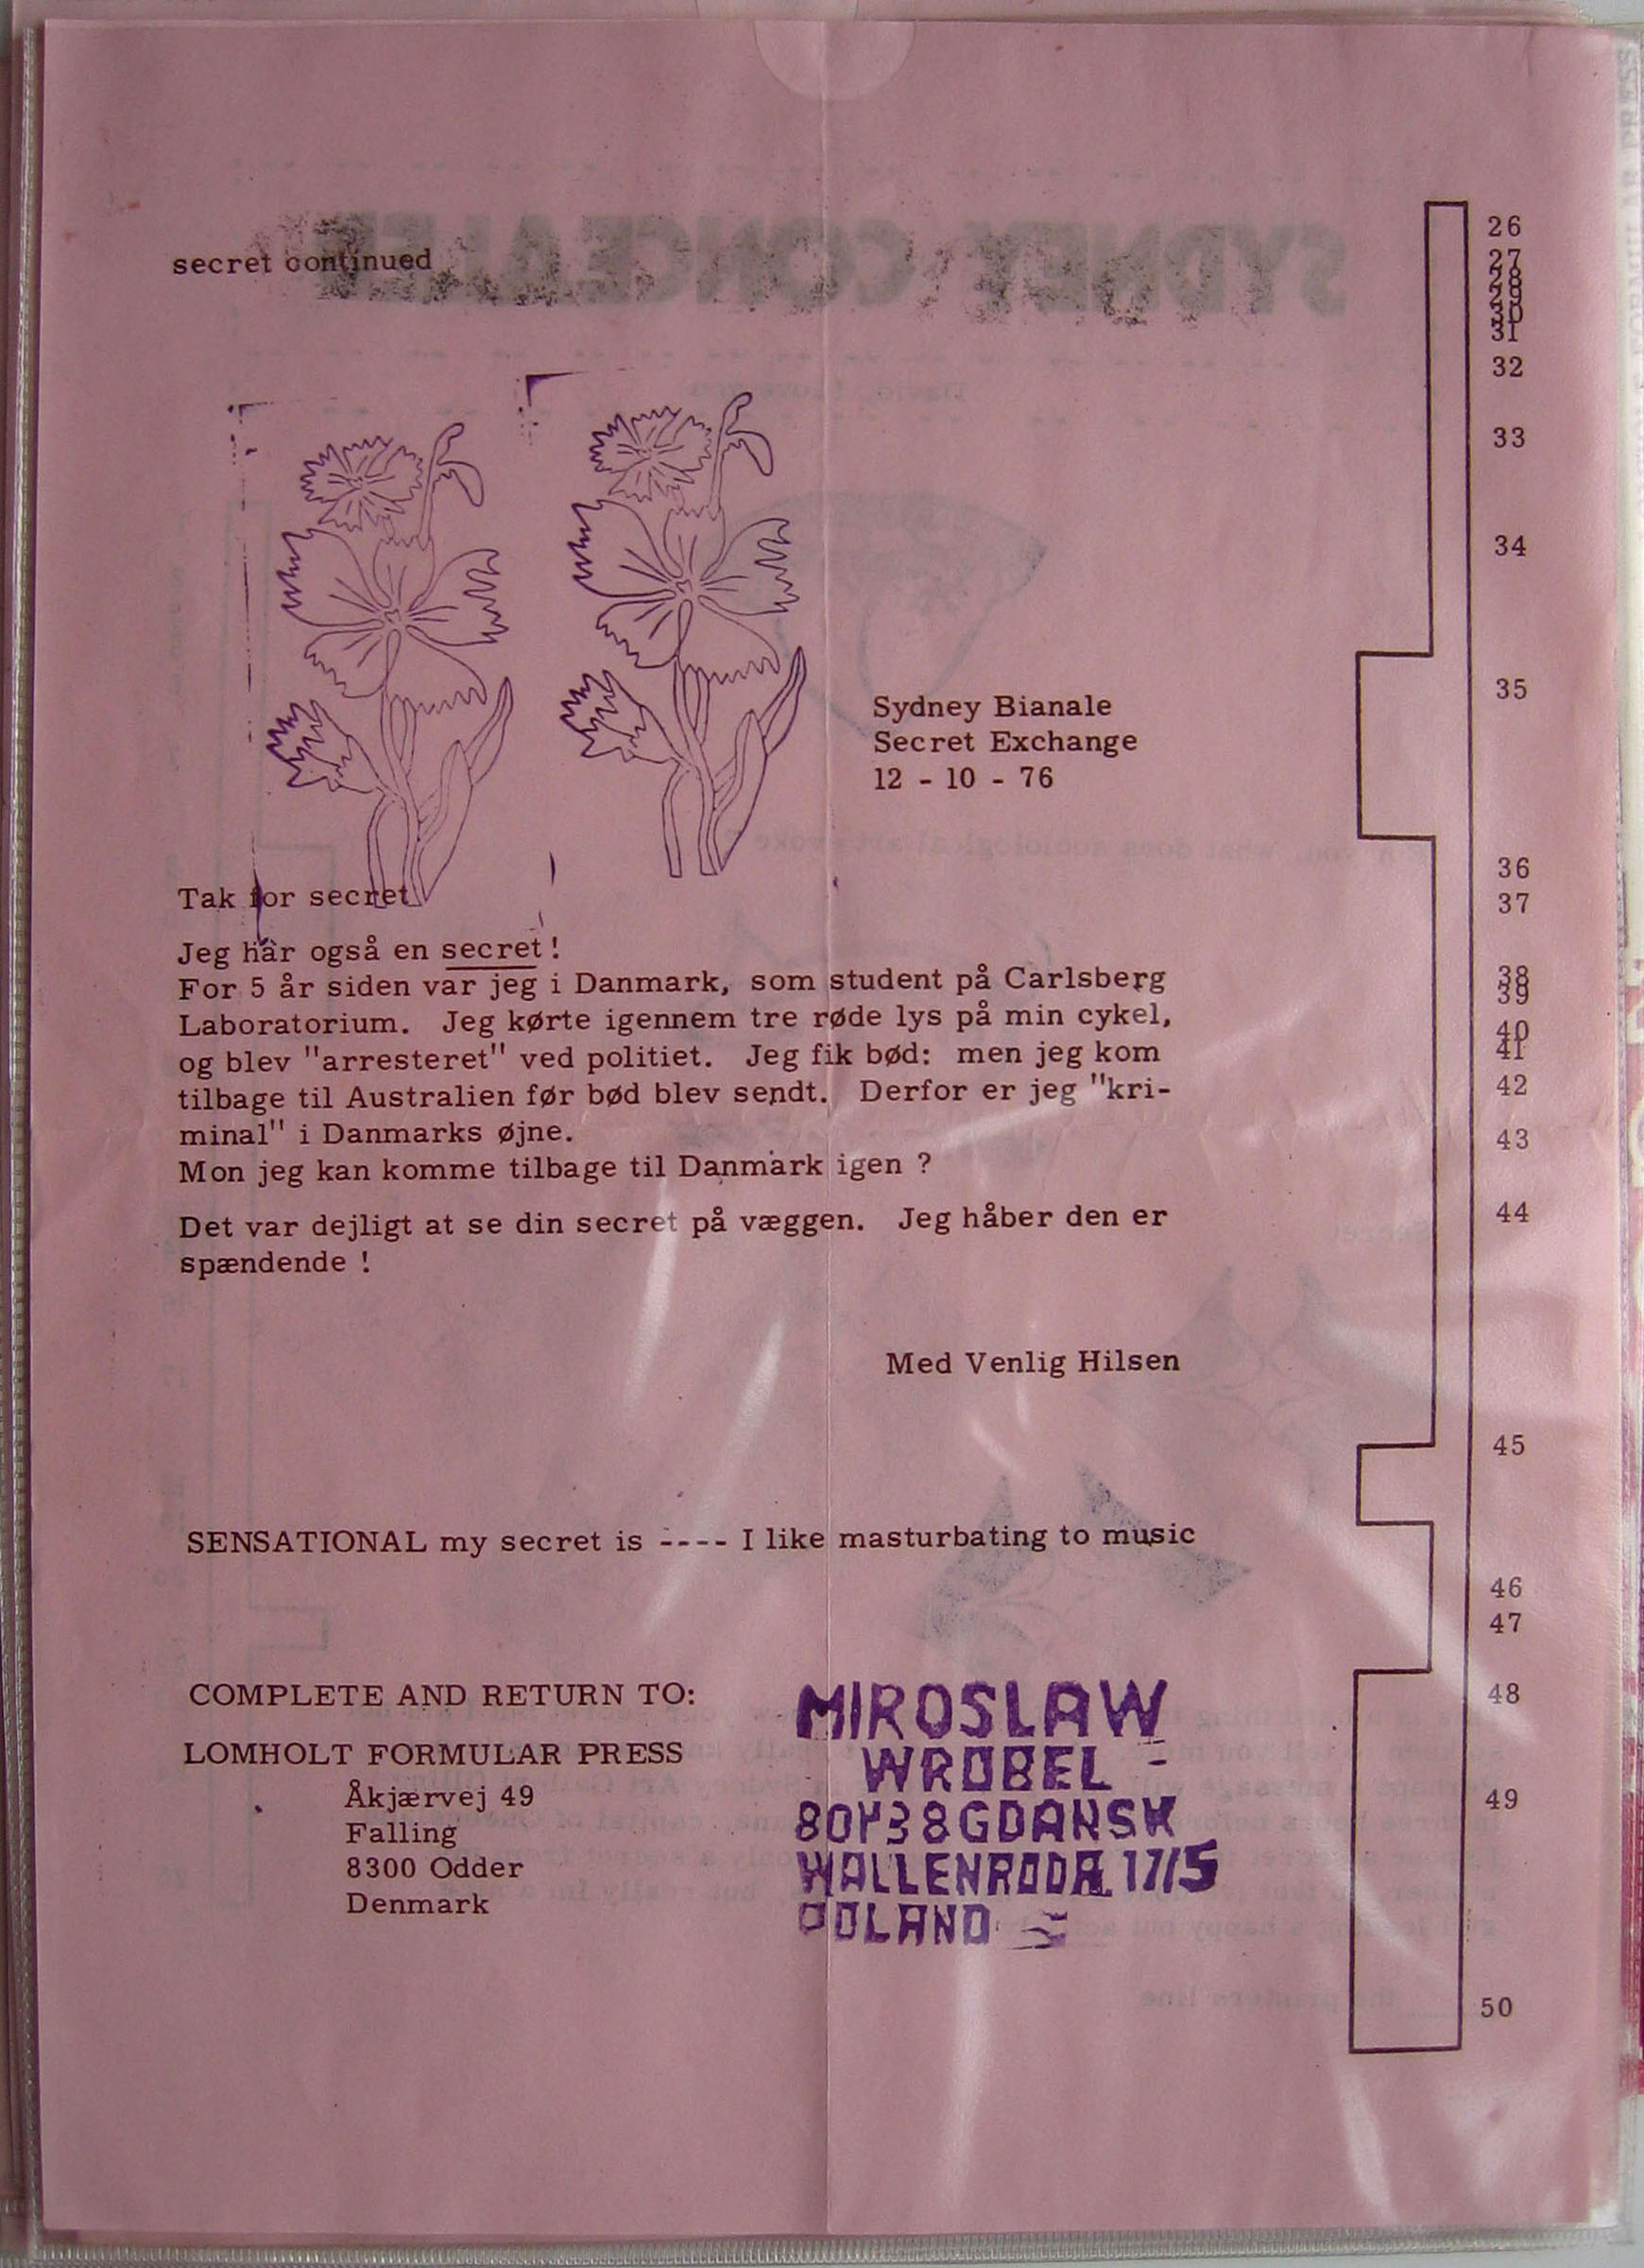 secret continued
SYDNEY CONCEALER
Sydney Bianale
Secret Exchange
12 - 10 - 76
Tak for secret
Jeg har også en secret!
For 5 år siden var jeg i Danmark, som student på Carlsberg
Laboratorium. Jeg kørte igennem tre røde lys på min cykel,
og blev "arresteret" ved politiet. Jeg fik bød: men jeg kom
tilbage til Australien før bød blev sendt. Derfor er jeg "kri-
minal" i Danmarks øjne.
Mon jeg kan komme tilbage til Danmark igen ?
Det var dejligt at se din secret på væggen. Jeg håber den er
spændende !
Med Venlig Hilsen
SENSATIONAL my secret is ---- I like masturbating to music
COMPLETE AND RETURN TO:
LOMHOLT FORMULAR PRESS
Åkjærvej 49
Falling
8300 Odder
Denmark
MIROSLAW
WROBEL
GDANSK
WALLENRODA 17/5
POLAND
26
27
28
29
30
31
32
33
34
35
36
37
38
39
40
41
42
43
44
45
46
47
48
49
50